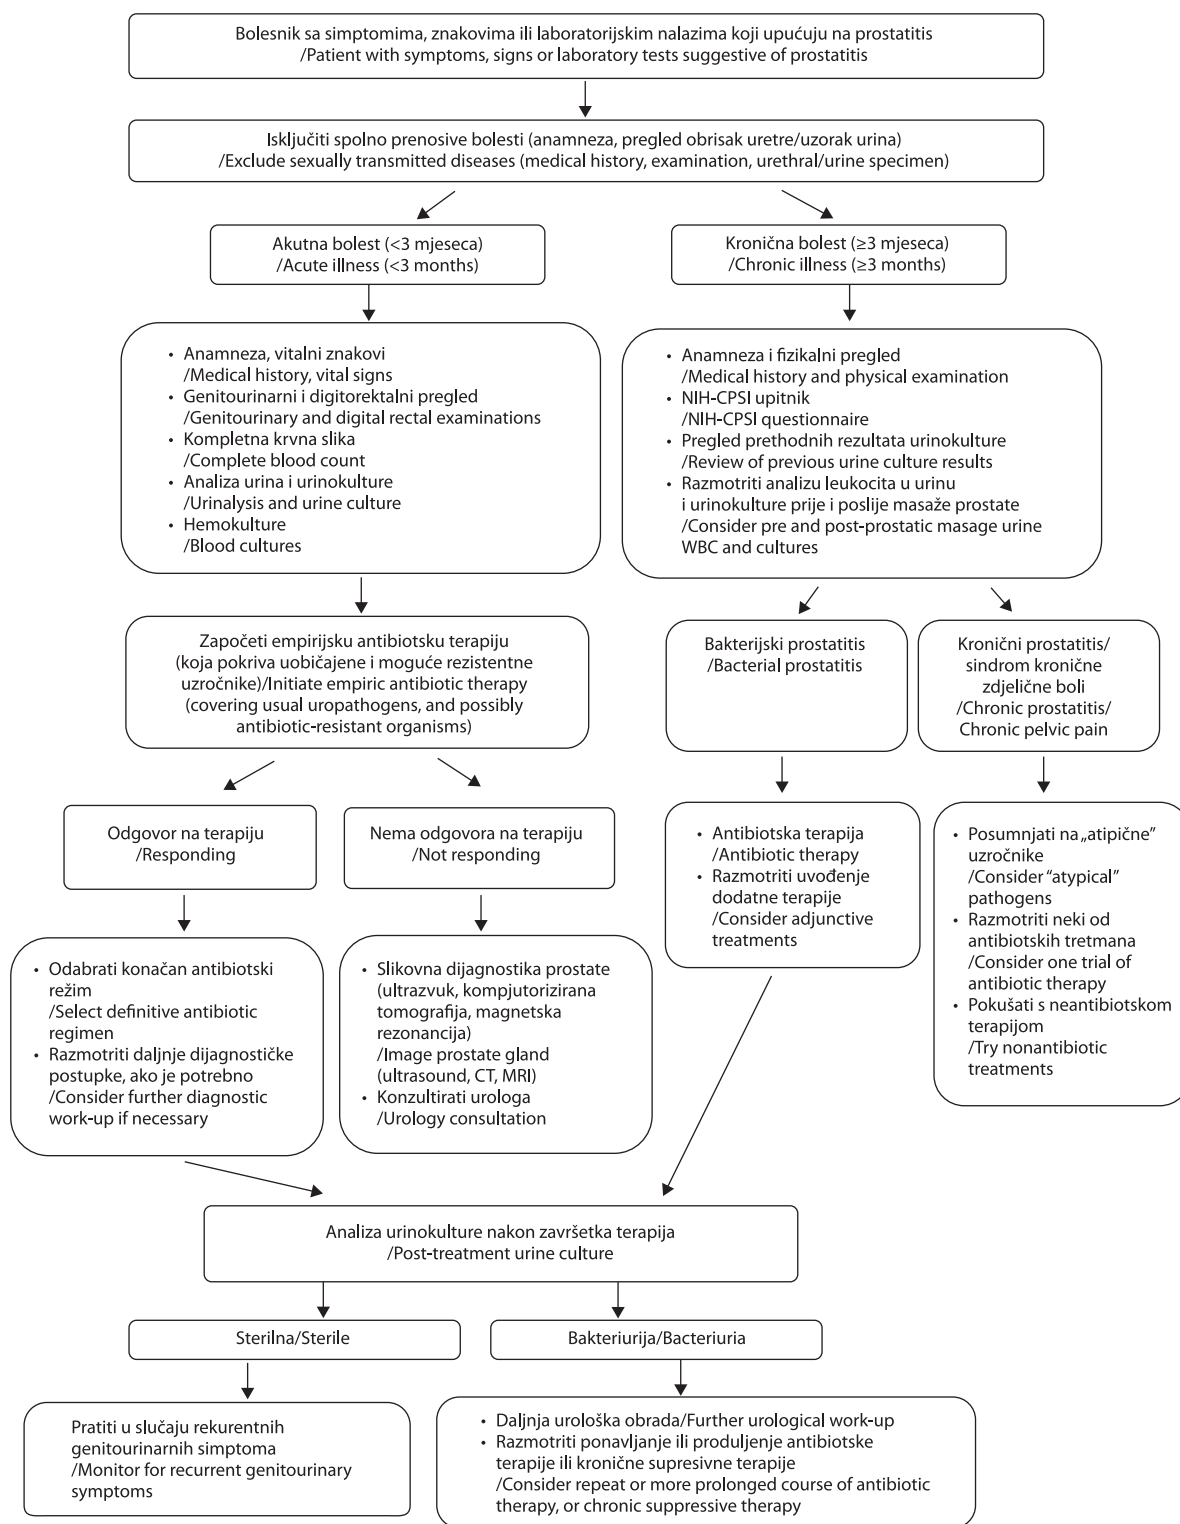 Bolesnik sa simptomima, znakovima ili laboratorijskim nalazima koji upućuju na prostatitis
/Patient with symptoms, signs or laboratory tests suggestive of prostatitis
Isključiti spolno prenosive bolesti (anamneza, pregled obrisak uretre/uzorak urina)
/Exclude sexually transmitted diseases (medical history, examination, urethral/urine specimen)
Akutna bolest (<3 mjeseca)
/Acute illness (<3 months)
Kronična bolest (≥3 mjeseca)
/Chronic illness (≥3 months)
• Anamneza, vitalni znakovi
/Medical history, vital signs
• Genitourinarni i digitorektalni pregled
/Genitourinary and digital rectal examinations
• Kompletna krvna slika
/Complete blood count
• Analiza urina i urinokulture
/Urinalysis and urine culture
• Hemokulture
/Blood cultures
• Anamneza i fizikalni pregled
/Medical history and physical examination
• NIH-CPSI upitnik
/NIH-CPSI questionnaire
• Pregled prethodnih rezultata urinokulture
/Review of previous urine culture results
• Razmotriti analizu leukocita u urinu
i urinokulture prije i poslije masaže prostate
/Consider pre and post-prostatic masage urine
WBC and cultures
Započeti empirijsku antibiotsku terapiju
(koja pokriva uobičajene i moguće rezistentne
uzročnike)/Initiate empiric antibiotic therapy
(covering usual uropathogens, and possibly
antibiotic-resistant organisms)
Bakterijski prostatitis
/Bacterial prostatitis
Kronični prostatitis/
sindrom kronične
zdjelične boli
/Chronic prostatitis/
Chronic pelvic pain
Odgovor na terapiju
/Responding
Nema odgovora na terapiju
/Not responding
• Antibiotska terapija
/Antibiotic therapy
• Razmotriti uvođenje
dodatne terapije
/Consider adjunctive
treatments
• Posumnjati na „atipične”
uzročnike
/Consider “atypical”
pathogens
• Razmotriti neki od
antibiotskih tretmana
/Consider one trial of
antibiotic therapy
• Pokušati s neantibiotskom
terapijom
/Try nonantibiotic
treatments
• Odabrati konačan antibiotski
režim
/Select definitive antibiotic
regimen
• Razmotriti daljnje dijagnostičke
postupke, ako je potrebno
/Consider further diagnostic
work-up if necessary
• Slikovna dijagnostika prostate
(ultrazvuk, kompjutorizirana
tomografija, magnetska
rezonancija)
/Image prostate gland
(ultrasound, CT, MRI)
• Konzultirati urologa
/Urology consultation
Analiza urinokulture nakon završetka terapija
/Post-treatment urine culture
Sterilna/Sterile
Bakteriurija/Bacteriuria
Pratiti u slučaju rekurentnih
genitourinarnih simptoma
/Monitor for recurrent genitourinary
symptoms
• Daljnja urološka obrada/Further urological work-up
• Razmotriti ponavljanje ili produljenje antibiotske
terapije ili kronične supresivne terapije
/Consider repeat or more prolonged course of antibiotic
therapy, or chronic suppressive therapy